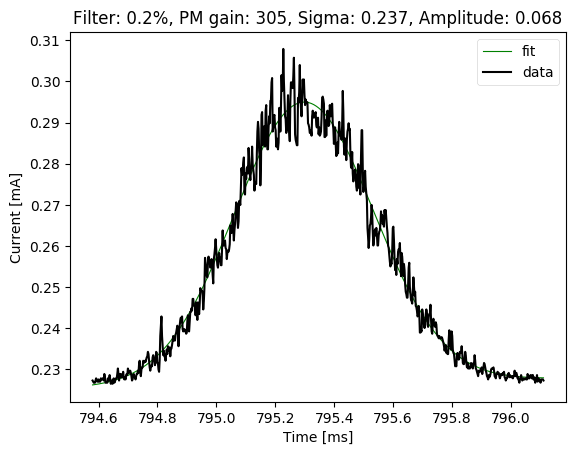 Filter: 0.2%, PM gain: 305, Sigma: 0.237, Amplitude: 0.068
fit
data
0.31
0.30
0.29
0.28
0.27
0.26
0.25
0.24
0.23
Current [mA]
794.6 794.8 795.0 795.2 795.4 795.6 795.8 796.0
Time [ms]